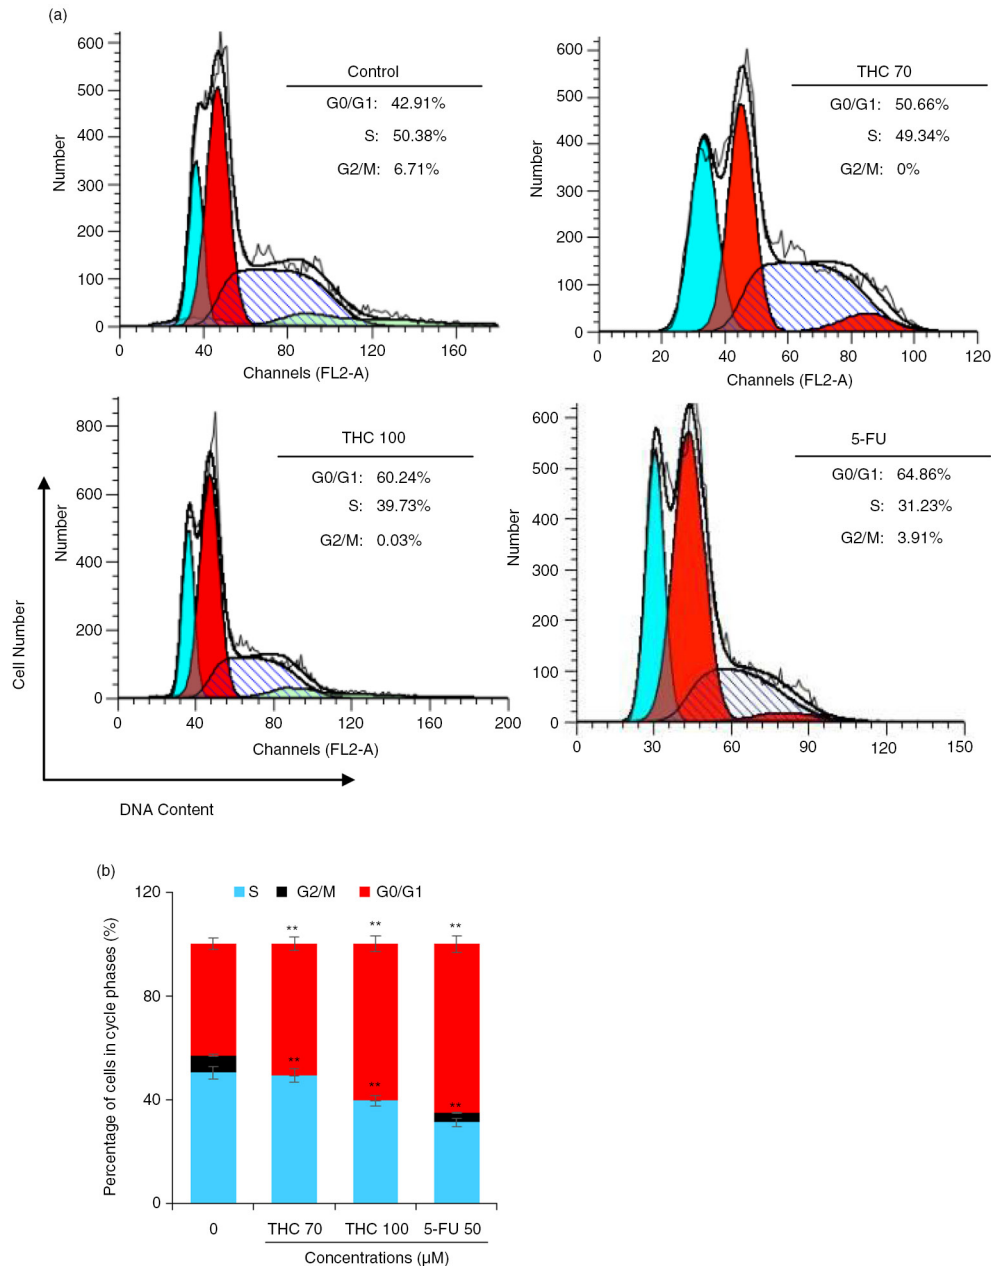 (a)
Control
G0/G1: 42.91%
S: 50.38%
G2/M: 6.71%
Number
600
500
400
300
200
100
0
0 40 80 120 160
Channels (FL2-A)
THC 70
G0/G1: 50.66%
S: 49.34%
G2/M: 0%
Number
600
500
400
300
200
100
0
0 20 40 60 80 100 120
Channels (FL2-A)
THC 100
G0/G1: 60.24%
S: 39.73%
G2/M: 0.03%
Number
800
600
400
200
0
0 40 80 120 160 200
Channels (FL2-A)
5-FU
G0/G1: 64.86%
S: 31.23%
G2/M: 3.91%
Number
600
500
400
300
200
100
0
0 30 60 90 120 150
Cell Number
DNA Content
(b)
S G2/M G0/G1
Percentage of cells in cycle phases (%)
120
80
40
0
** ** **
** ** **
0 THC 70 THC 100 5-FU 50
Concentrations (µM)